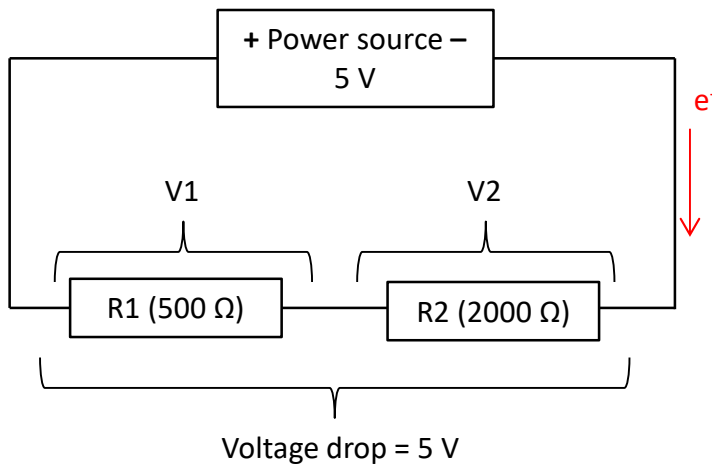 + Power source –
5 V
e-
V1
V2
R1 (500 Ω)
R2 (2000 Ω)
Voltage drop = 5 V